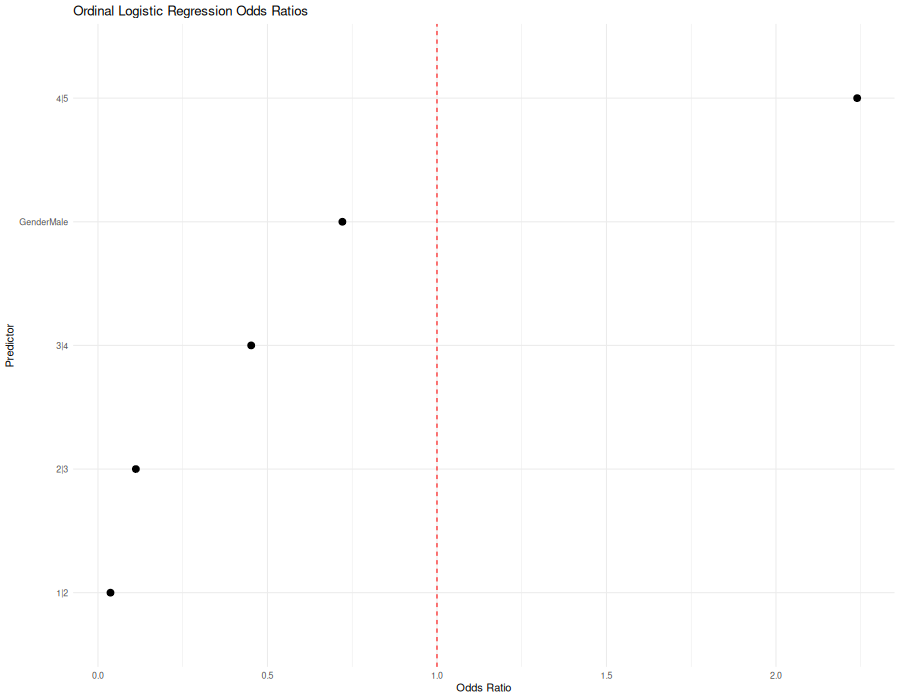 Ordinal Logistic Regression Odds Ratios
4|5
GenderMale
3|4
2|3
1|2
Predictor
0.0 0.5 1.0 1.5 2.0
Odds Ratio